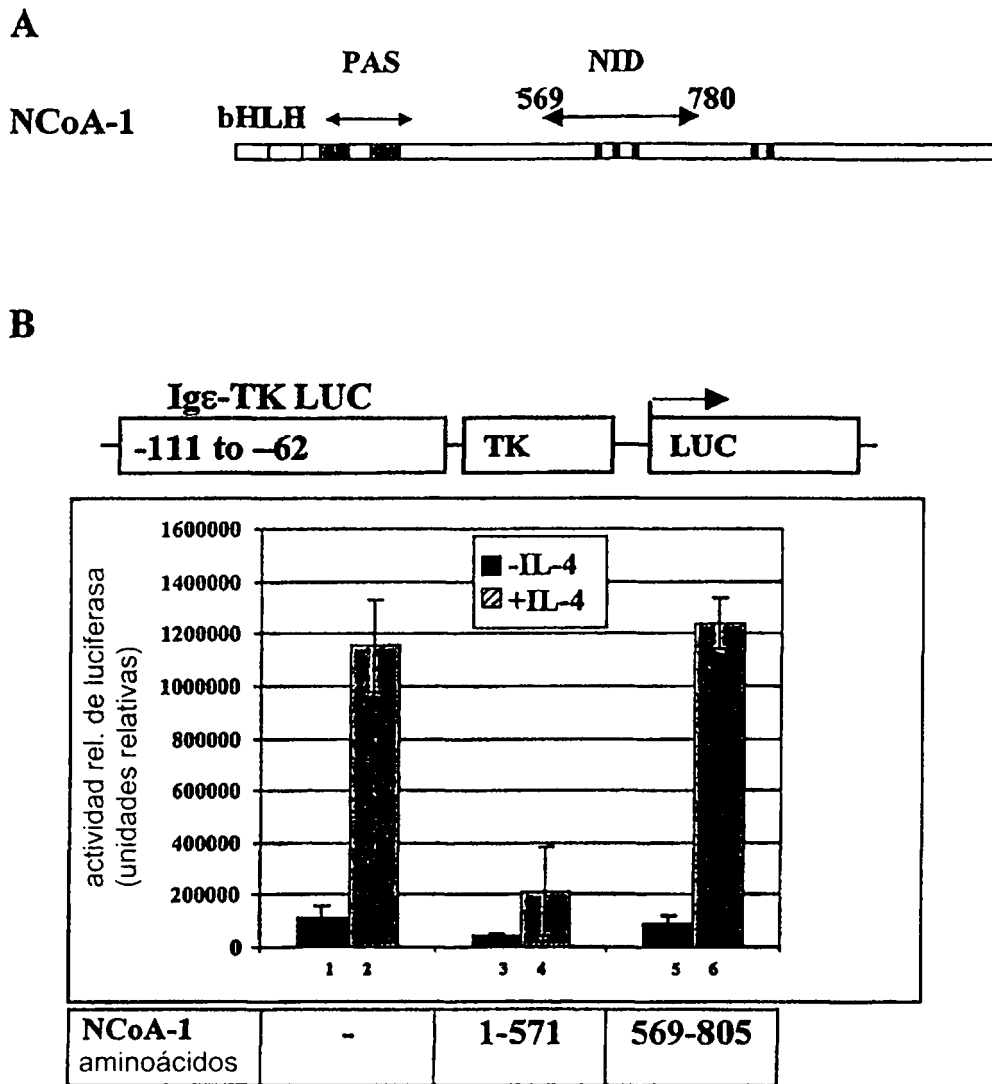 A
PAS
NID
569
780
NCoA-1
bHLH
B
Igε-TK LUC
-111 to –62
TK
LUC
actividad rel. de luciferasa
(unidades relativas)
1600000
1400000
1200000
1000000
800000
600000
400000
200000
0
-IL-4
+IL-4
1 2 3 4 5 6
NCoA-1
aminoácidos
-
1-571
569-805